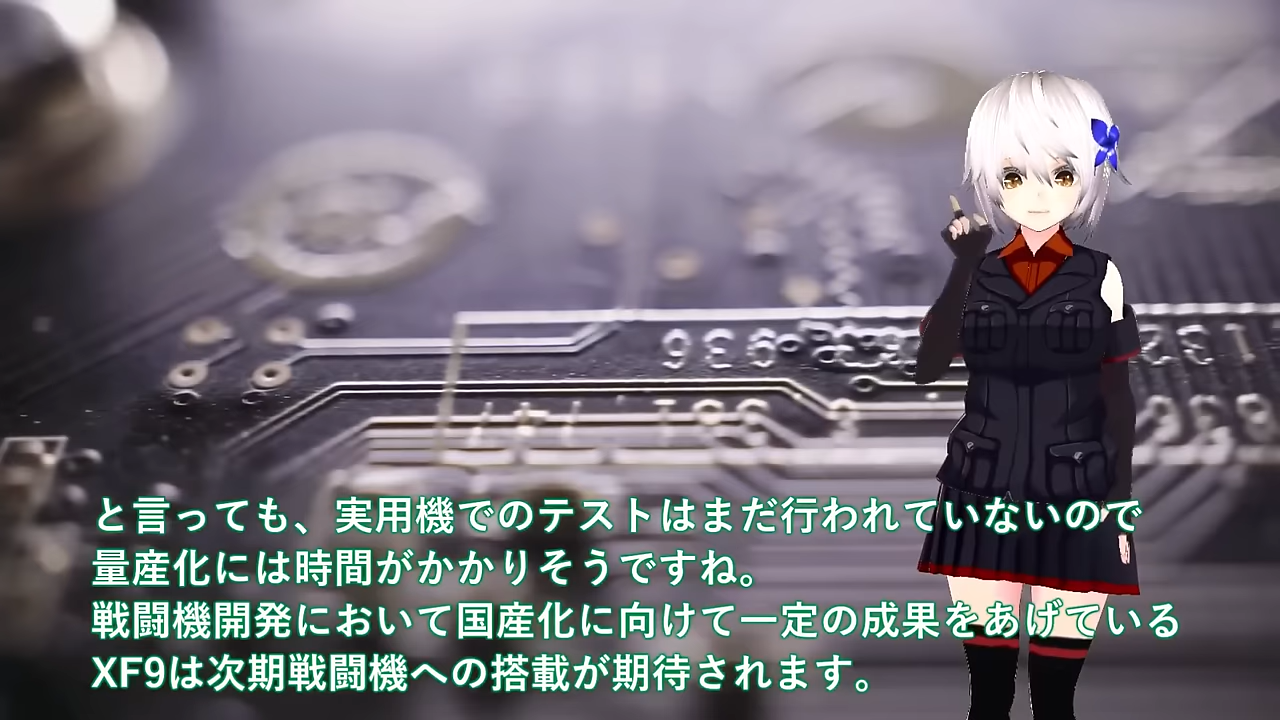 と言っても、実用機でのテストはまだ行われていないので
量産化には時間がかかりそうですね。
戦闘機開発において国産化に向けて一定の成果をあげている
XF9は次期戦闘機への搭載が期待されます。